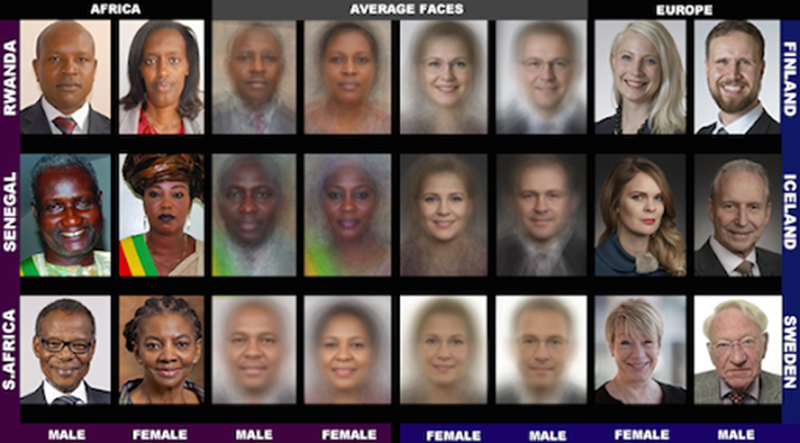 AFRICA
AVERAGE FACES
EUROPE
RWANDA
FINLAND
SENEGAL
ICELAND
S.AFRICA
SWEDEN
MALE
FEMALE
MALE
FEMALE
FEMALE
MALE
FEMALE
MALE